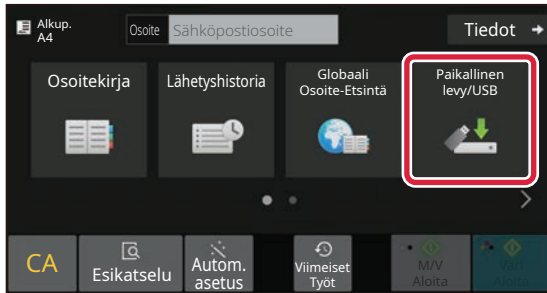 Alkup.
A4
Osoite
Sähköpostiosoite
Tiedot
Osoitekirja
Lähetyshistoria
Globaali
Osoite-Etsintä
Paikallinen
levy/USB
CA
Esikatselu
Autom.
asetus
Viimeiset
Työt
M/V
Aloita
Väri
Aloita